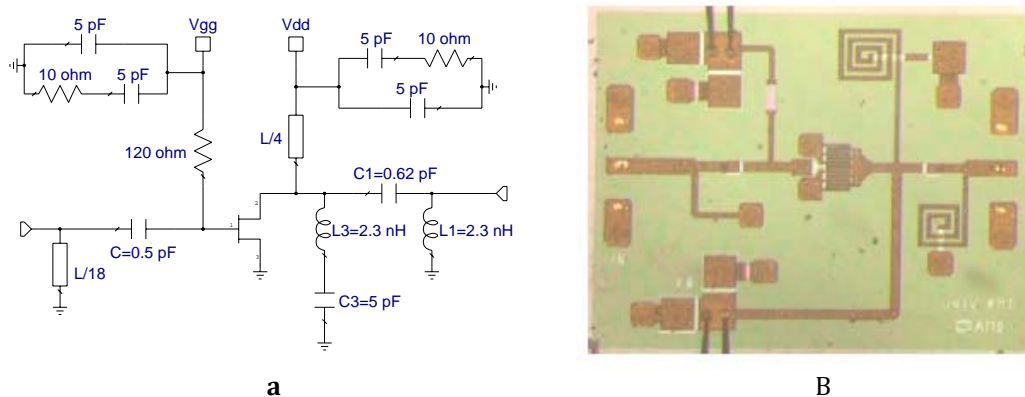 5 pF
Vgg
Vdd
5 pF
10 ohm
10 ohm
5 pF
5 pF
L/4
120 ohm
C1=0.62 pF
2
1
3
L3=2.3 nH
L1=2.3 nH
C=0.5 pF
L/18
C3=5 pF
AMS
a
B